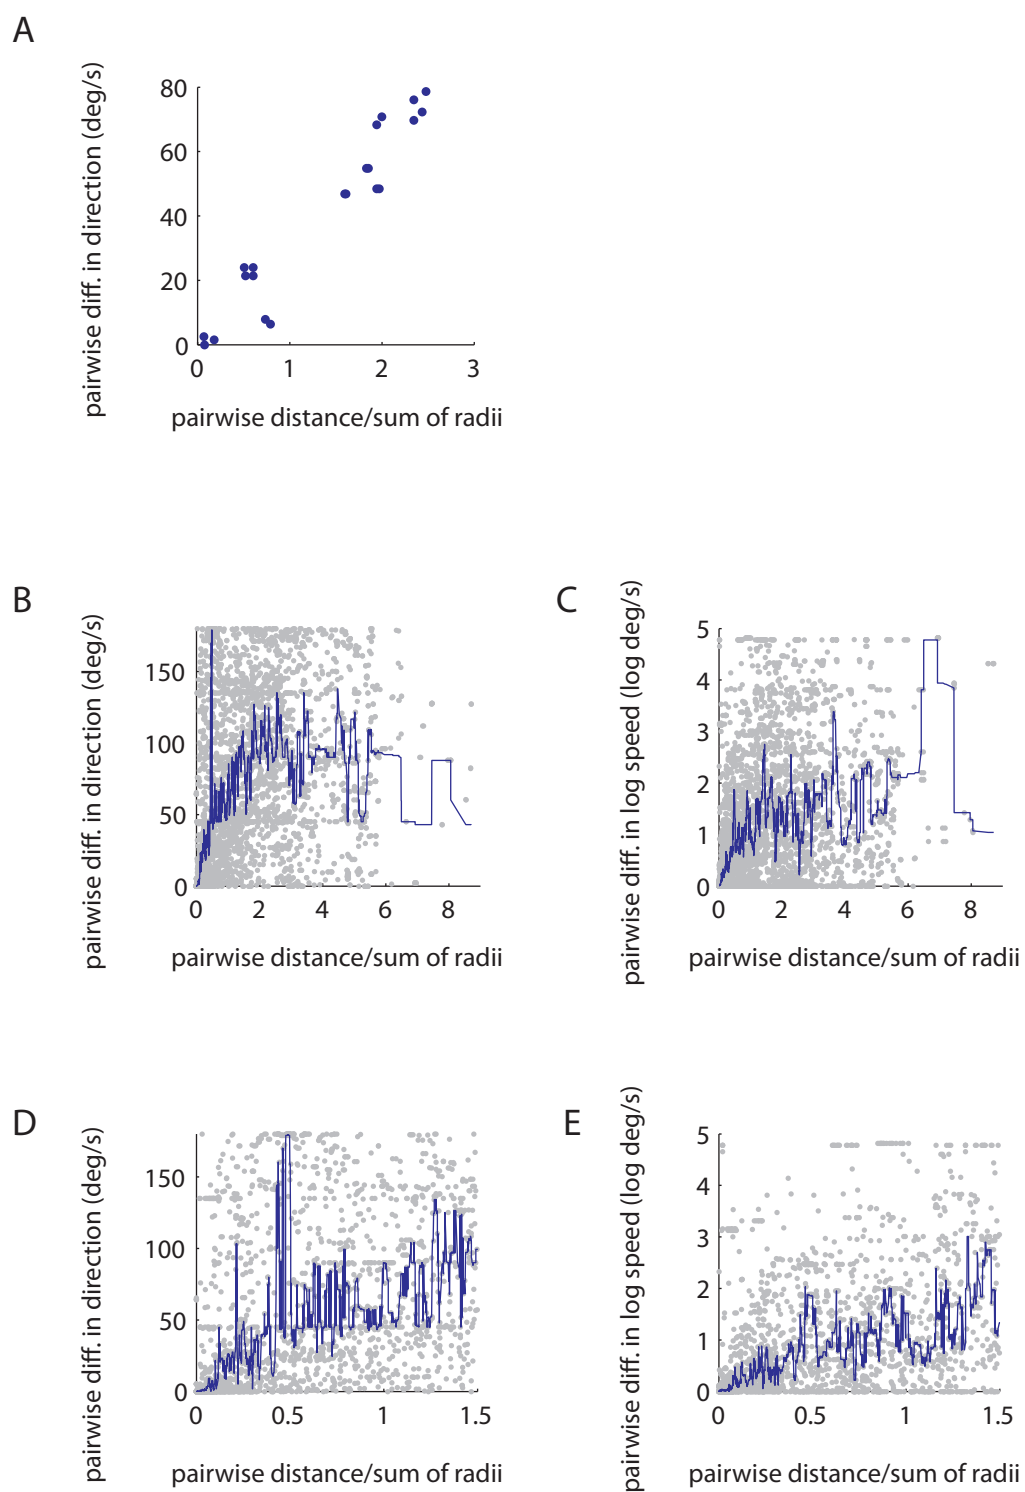 A
pairwise diff. in direction (deg/s)
80
60
40
20
0
0 1 2 3
pairwise distance/sum of radii
B
pairwise diff. in direction (deg/s)
150
100
50
0
0 2 4 6 8
pairwise distance/sum of radii
C
pairwise diff. in log speed (log deg/s)
5
4
3
2
1
0
0 2 4 6 8
pairwise distance/sum of radii
D
pairwise diff. in direction (deg/s)
150
100
50
0
0 0.5 1 1.5
pairwise distance/sum of radii
E
pairwise diff. in log speed (log deg/s)
5
4
3
2
1
0
0 0.5 1 1.5
pairwise distance/sum of radii